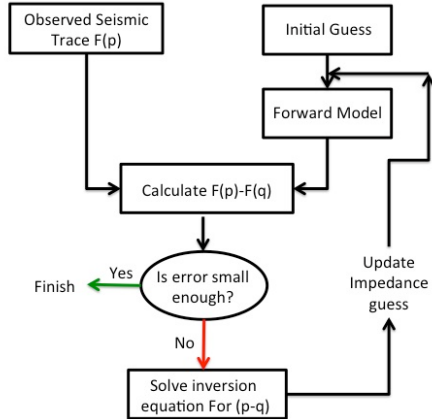 Observed Seismic
Trace F(p)
Initial Guess
Forward Model
Calculate F(p)-F(q)
Is error small
enough?
Yes
Finish
No
Update
Impedance
guess
Solve inversion
equation For (p-q)